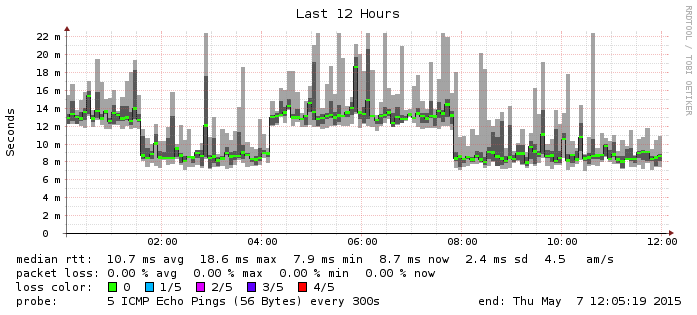 Last 12 Hours
RRDTOOL / TOBI OETIKER
Seconds
22 m
20 m
18 m
16 m
14 m
12 m
10 m
8 m
6 m
4 m
2 m
0
02:00 04:00 06:00 08:00 10:00 12:00
median rtt: 10.7 ms avg 18.6 ms max 7.9 ms min 8.7 ms now 2.4 ms sd 4.5 am/s
packet loss: 0.00 % avg 0.00 % max 0.00 % min 0.00 % now
loss color: 0 1/5 2/5 3/5 4/5
probe: 5 ICMP Echo Pings (56 Bytes) every 300s end: Thu May 7 12:05:19 2015